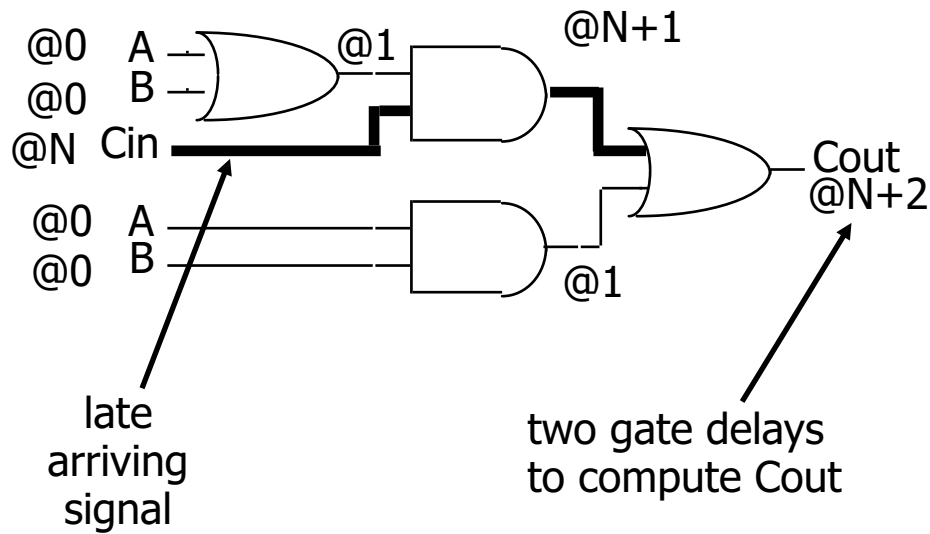 @0 A @1 @N+1
@0 B
@N Cin
Cout
@N+2
@0 A
@0 B
@1
late
arriving
signal
two gate delays
to compute Cout